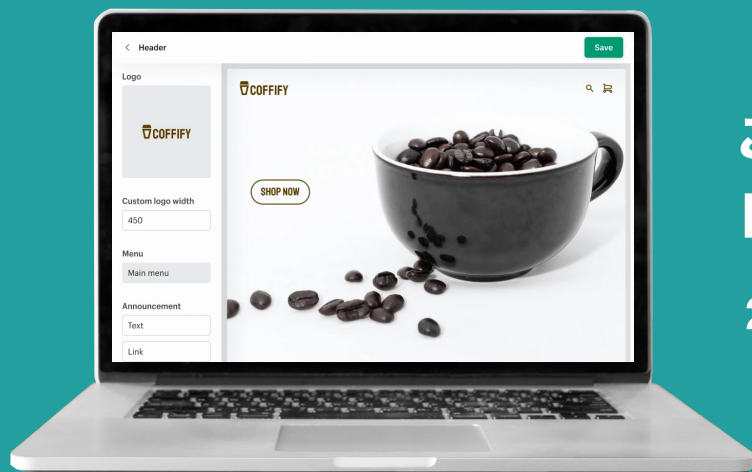 Header
Save
Logo
COFFIFY
COFFIFY
Custom logo width
450
SHOP NOW
Menu
Main menu
Announcement
Text
Link